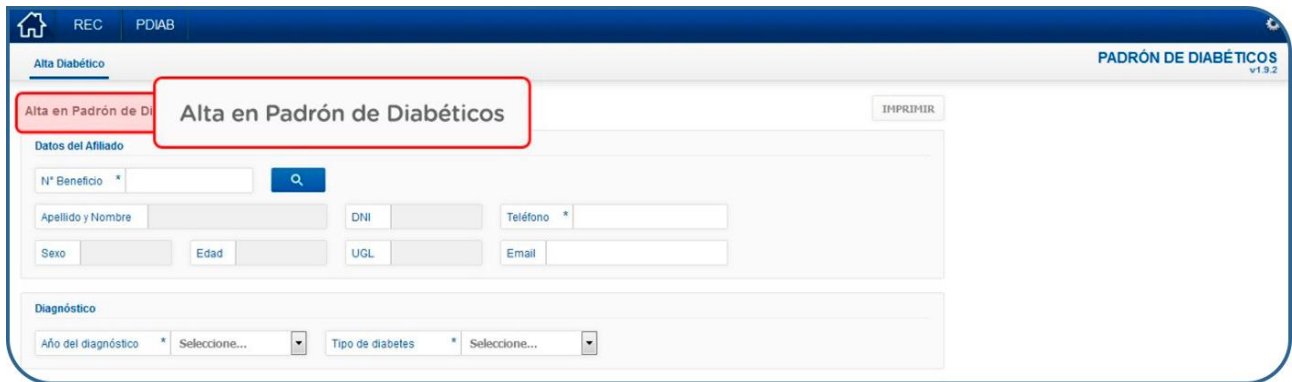 REC PDIAB
Alta Diabético
PADRÓN DE DIABÉTICOS
v1.9.2
Alta en Padrón de Di
Alta en Padrón de Diabéticos
IMPRIMIR
Datos del Afiliado
N° Beneficio *
Apellido y Nombre DNI Teléfono *
Sexo Edad UGL Email
Diagnóstico
Año del diagnóstico * Seleccione... Tipo de diabetes * Seleccione...